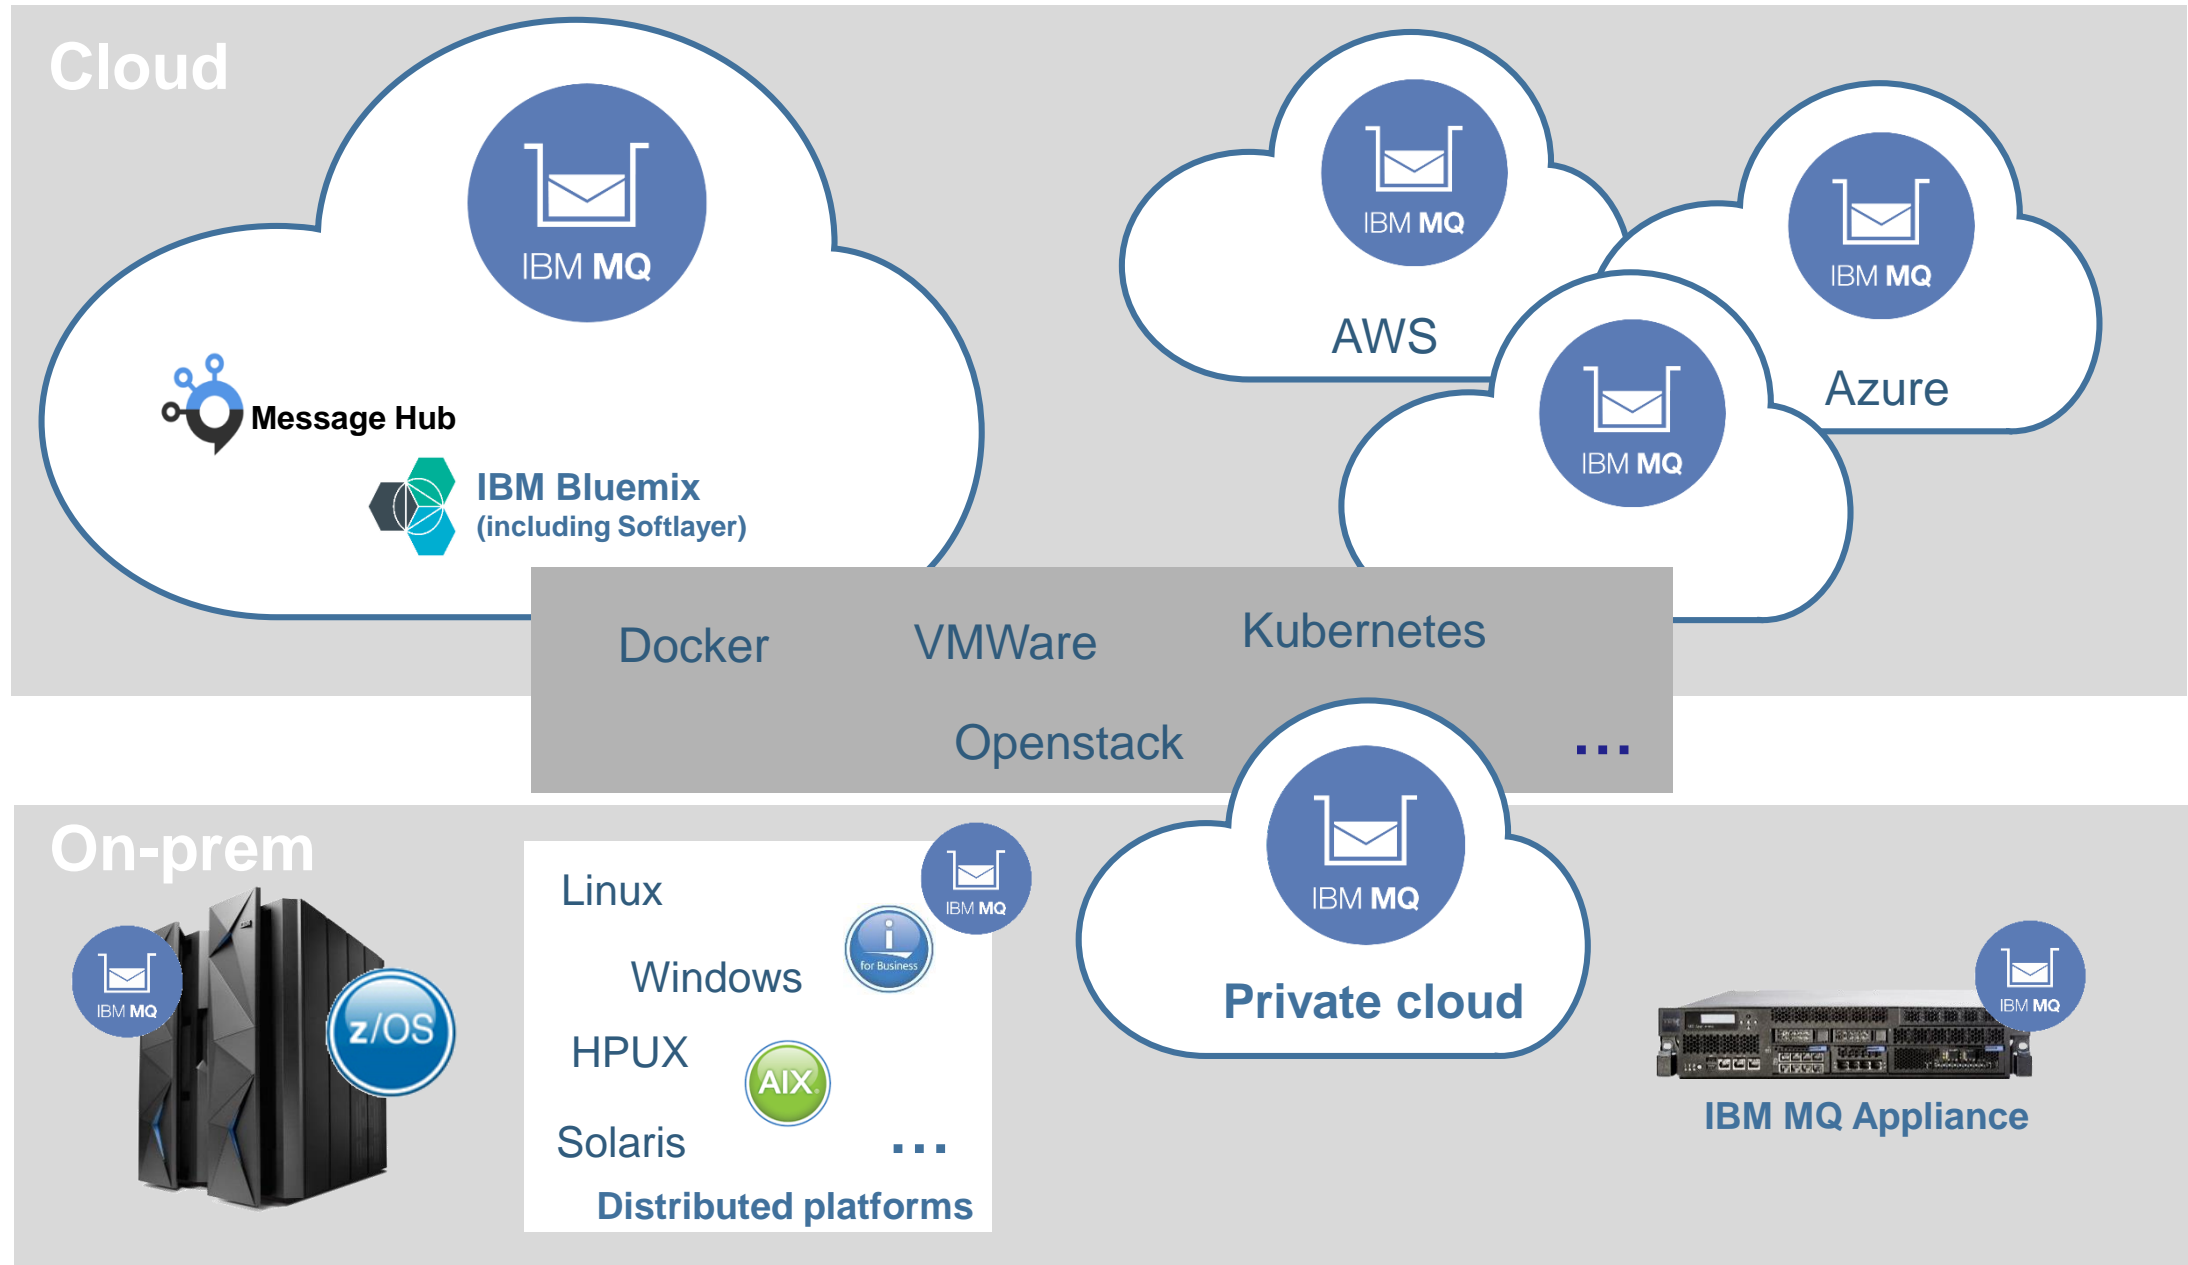 Cloud
IBM MQ
IBM MQ
IBM MQ
AWS
Azure
IBM MQ
Message Hub
IBM Bluemix
(including Softlayer)
Docker
VMWare
Kubernetes
Openstack
...
On-prem
IBM MQ
z/OS
Linux
IBM MQ
i
for Business
Windows
HPUX
AIX
Solaris
...
Distributed platforms
IBM MQ
Private cloud
IBM MQ
IBM MQ Appliance